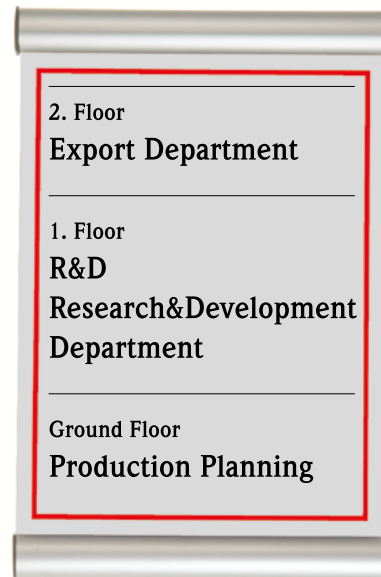 2. Floor
Export Department
1. Floor
R&D
Research&Development
Department
Ground Floor
Production Planning